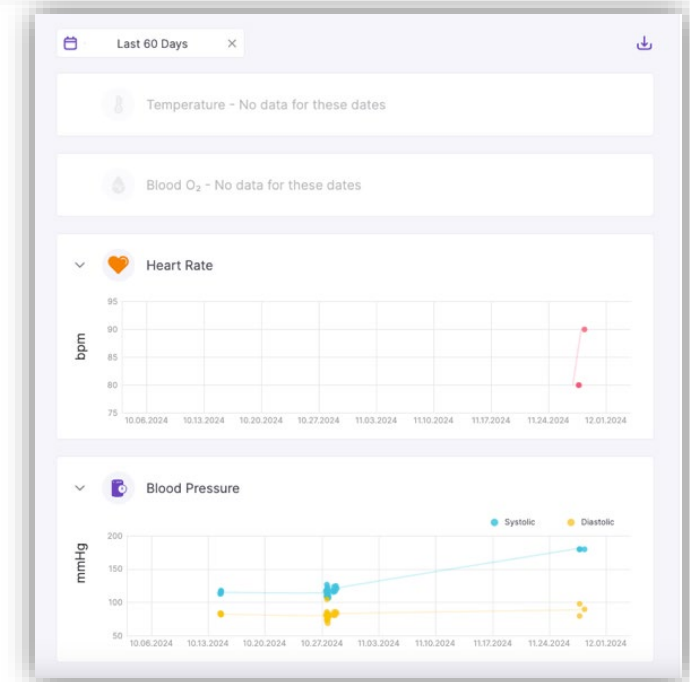 Last 60 Days ×
Temperature - No data for these dates
Blood O₂ - No data for these dates
Heart Rate
95
90
bpm
85
80
75
10.06.2024 10.13.2024 10.20.2024 10.27.2024 11.03.2024 11.10.2024 11.17.2024 11.24.2024 12.01.2024
Blood Pressure
Systolic Diastolic
200
mmHg
150
100
50
10.06.2024 10.13.2024 10.20.2024 10.27.2024 11.03.2024 11.10.2024 11.17.2024 11.24.2024 12.01.2024